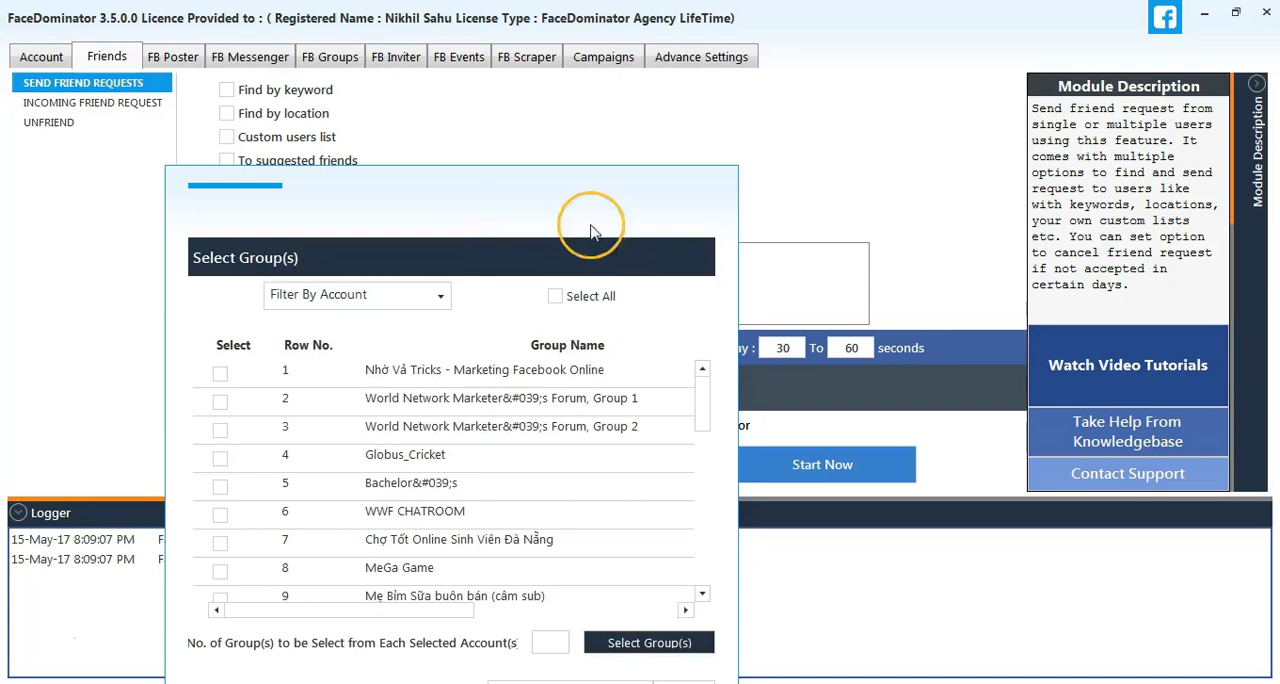 FaceDominator 3.5.0.0 Licence Provided to : ( Registered Name : Nikhil Sahu License Type : FaceDominator Agency LifeTime)
Account Friends FB Poster FB Messenger FB Groups FB Inviter FB Events FB Scraper Campaigns Advance Settings
SEND FRIEND REQUESTS
INCOMING FRIEND REQUEST
UNFRIEND
Find by keyword
Find by location
Custom users list
To suggested friends
Select Group(s)
Filter By Account
Select All
Select Row No. Group Name
1 Nhờ Vả Tricks - Marketing Facebook Online
2 World Network Marketer&#039;s Forum, Group 1
3 World Network Marketer&#039;s Forum, Group 2
4 Globus_Cricket
5 Bachelor&#039;s
6 WWF CHATROOM
7 Chợ Tốt Online Sinh Viên Đà Nẵng
8 MeGa Game
9 Mẹ Bỉm Sữa buôn bán (câm sub)
No. of Group(s) to be Select from Each Selected Account(s
Select Group(s)
ay : 30 To 60 seconds
or
Start Now
Module Description
Send friend request from
single or multiple users
using this feature. It
comes with multiple
options to find and send
request to users like
with keywords, locations,
your own custom lists
etc. You can set option
to cancel friend request
if not accepted in
certain days.
Watch Video Tutorials
Take Help From
Knowledgebase
Contact Support
Module Description
Logger
15-May-17 8:09:07 PM F
15-May-17 8:09:07 PM F